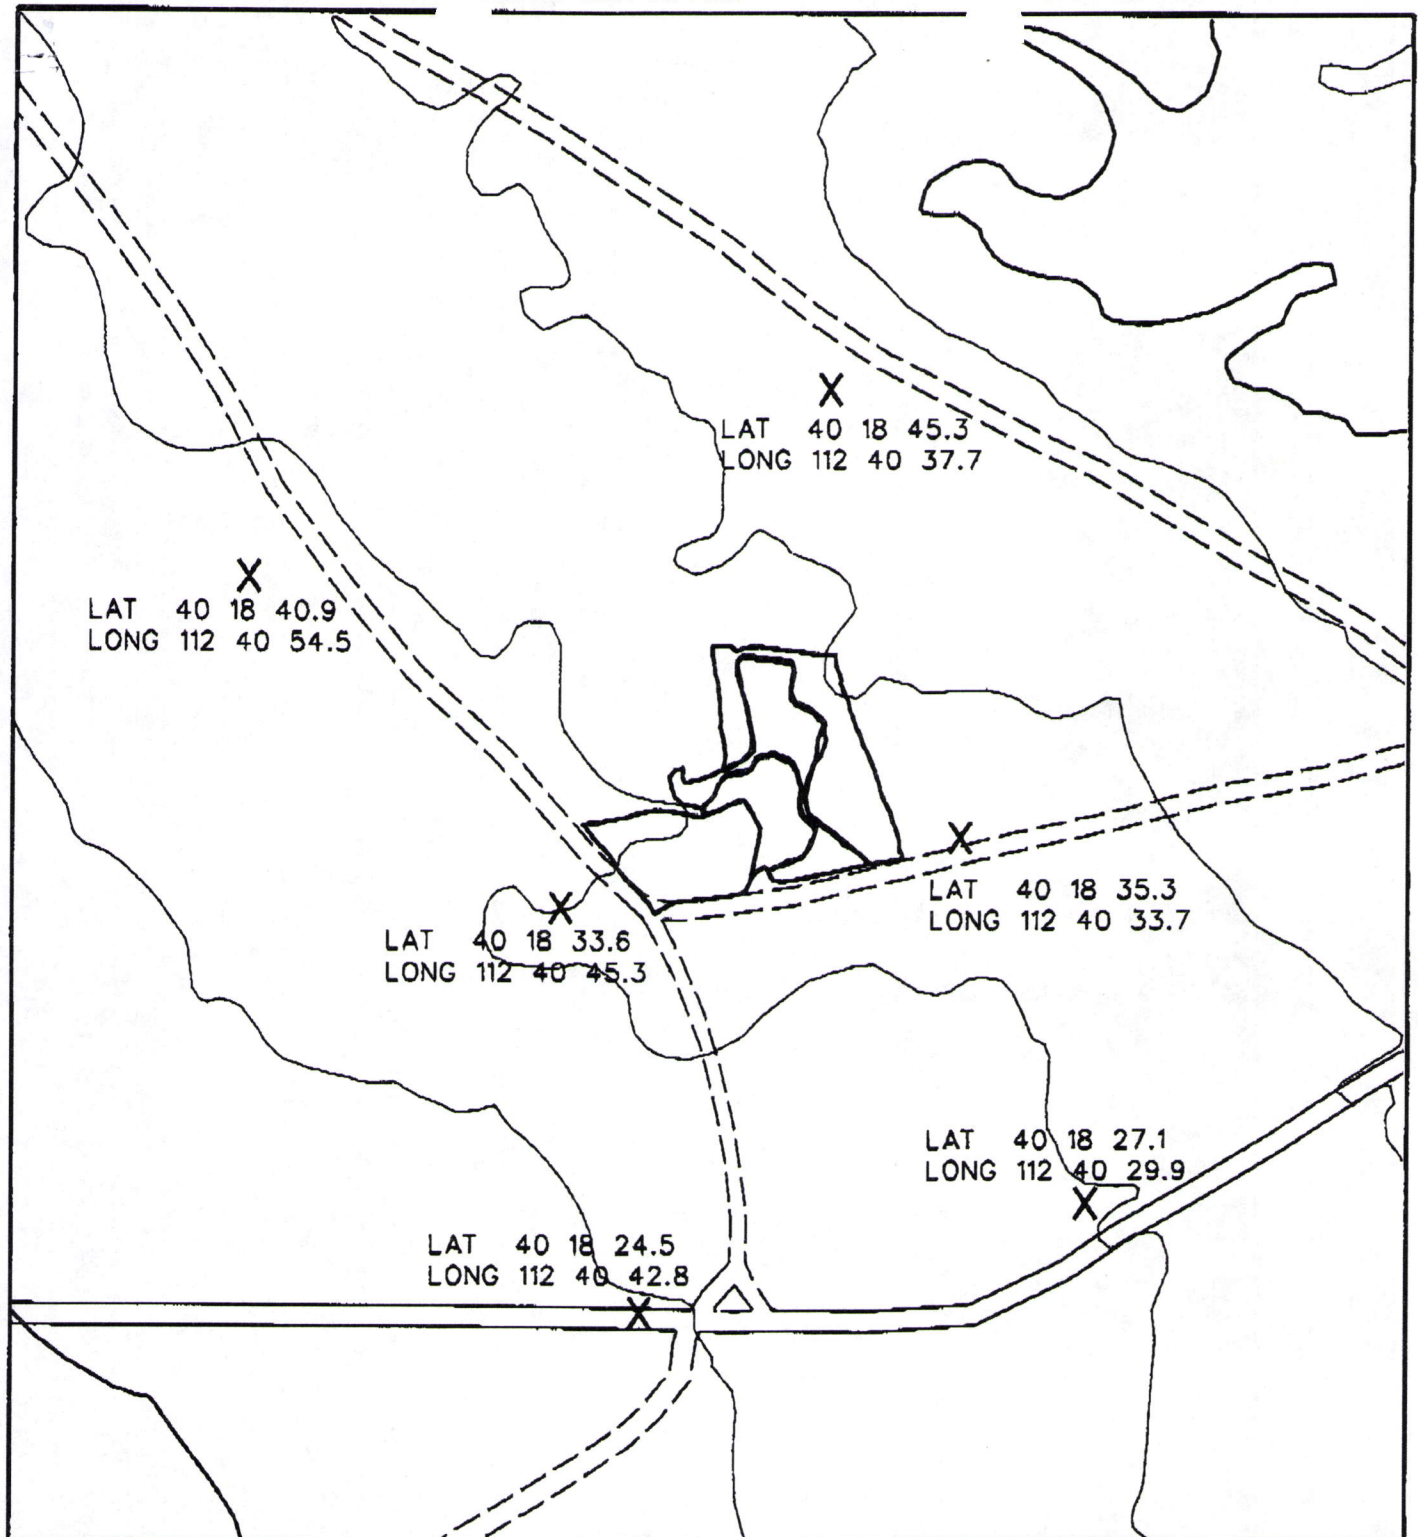 LAT 40 18 45.3
LONG 112 40 37.7
LAT 40 18 40.9
LONG 112 40 54.5
LAT 40 18 35.3
LONG 112 40 33.7
LAT 40 18 33.6
LONG 112 40 45.3
LAT 40 18 27.1
LONG 112 40 29.9
LAT 40 18 24.5
LONG 112 40 42.8